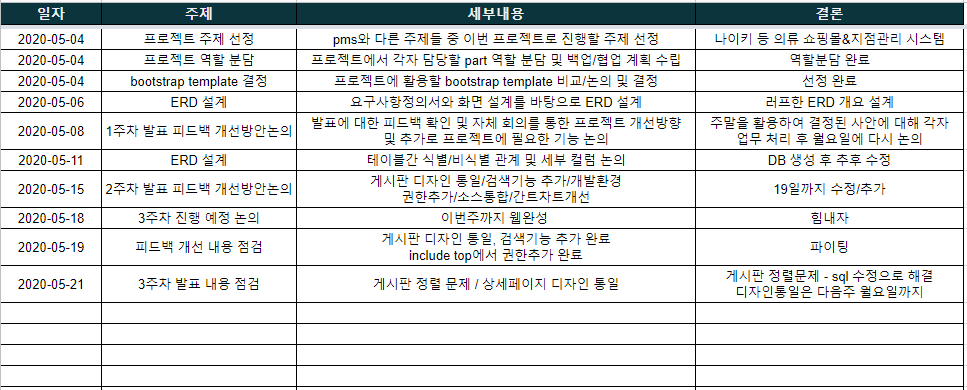 일자 주제 세부내용 결론
2020-05-04 프로젝트 주제 선정 pms와 다른 주제들 중 이번 프로젝트로 진행할 주제 선정 나이키 등 의류 쇼핑몰&지점관리 시스템
2020-05-04 프로젝트 역할 분담 프로젝트에서 각자 담당할 part 역할 분담 및 백업/협업 계획 수립 역할분담 완료
2020-05-04 bootstrap template 결정 프로젝트에 활용할 bootstrap template 비교/논의 및 결정 선정 완료
2020-05-06 ERD 설계 요구사항정의서와 화면 설계를 바탕으로 ERD 설계 러프한 ERD 개요 설계
2020-05-08 1주차 발표 피드백 개선방안논의 발표에 대한 피드백 확인 및 자체 회의를 통한 프로젝트 개선방향 주말을 활용하여 결정된 사안에 대해 각자
및 추가로 프로젝트에 필요한 기능 논의 업무 처리 후 월요일에 다시 논의
2020-05-11 ERD 설계 테이블간 식별/비식별 관계 및 세부 컬럼 논의 DB 생성 후 추후 수정
2020-05-15 2주차 발표 피드백 개선방안논의 게시판 디자인 통일/검색기능 추가/개발환경 19일까지 수정/추가
권한추가/소스통합/간트차트개선
2020-05-18 3주차 진행 예정 논의 이번주까지 웹완성 힘내자
2020-05-19 피드백 개선 내용 점검 게시판 디자인 통일, 검색기능 추가 완료 파이팅
include top에서 권한추가 완료
2020-05-21 3주차 발표 내용 점검 게시판 정렬 문제 / 상세페이지 디자인 통일 게시판 정렬문제 - sql 수정으로 해결
디자인통일은 다음주 월요일까지